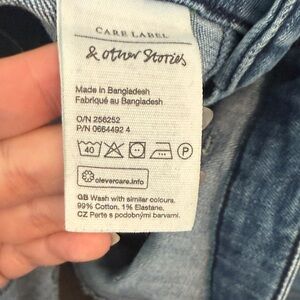 CARE LABEL
& other Stories
Made in Bangladesh
Fabriqué au Bangladesh
O/N 256252
P/N 0664492 4
40 P
clevercare.info
GB Wash with similar colours.
99% Cotton, 1% Elastane.
CZ Perte s podobnými barvami.